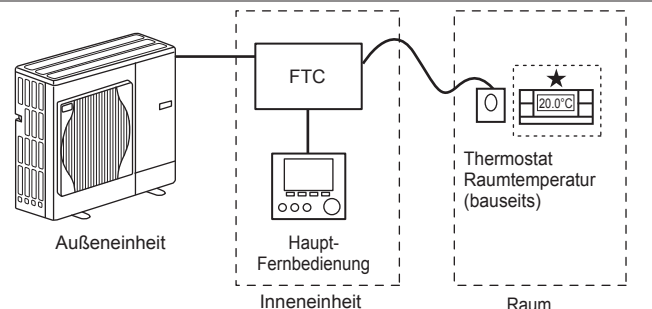 FTC
20.0°C
Thermostat
Raumtemperatur
(bauseits)
Außeneinheit
Haupt-
Fernbedienung
Inneneinheit
Raum